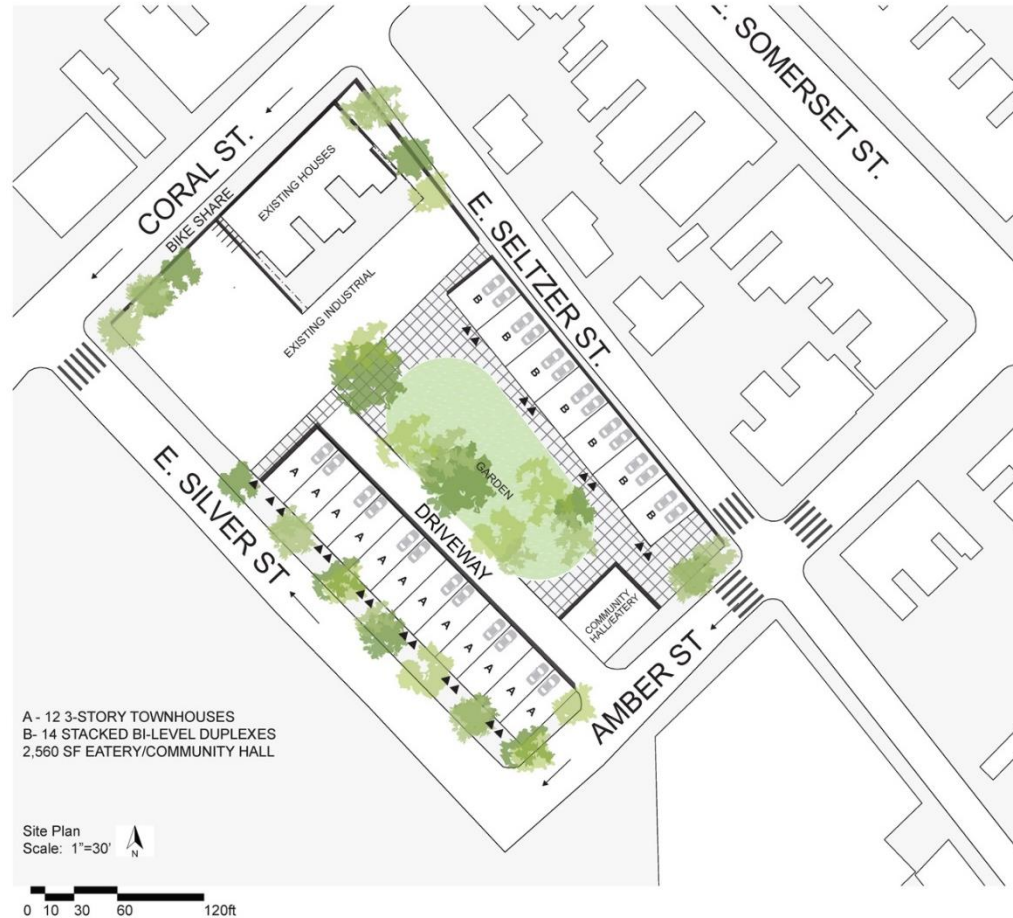 E. SOMERSET ST.
CORAL ST.
BIKE SHARE
EXISTING HOUSES
E. SELTZER ST.
EXISTING INDUSTRIAL
B
B
B
B
B
B
B
GARDEN
DRIVEWAY
E. SILVER ST
A
A
A
A
A
A
A
A
A
A
A
A
COMMUNITY
HALL/EATERY
AMBER ST
A - 12 3-STORY TOWNHOUSES
B- 14 STACKED BI-LEVEL DUPLEXES
2,560 SF EATERY/COMMUNITY HALL
Site Plan
Scale: 1"=30'
N
0 10 30 60 120ft